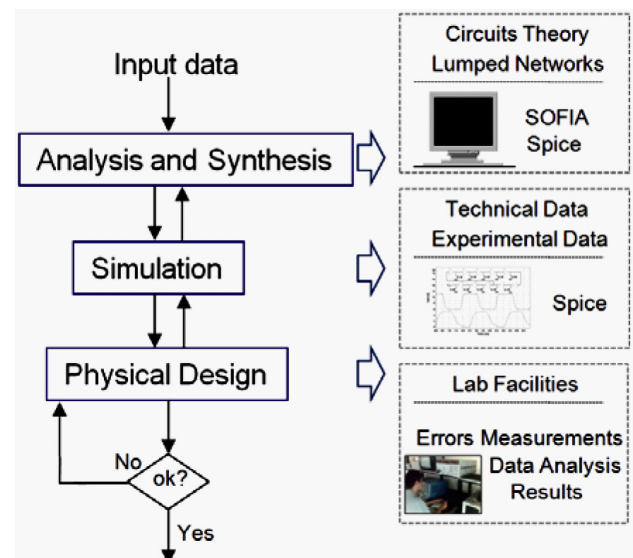 Input data
Analysis and Synthesis
Simulation
Physical Design
No
ok?
Yes
Circuits Theory
Lumped Networks
SOFIA
Spice
Technical Data
Experimental Data
Spice
Lab Facilities
Errors Measurements
Data Analysis
Results